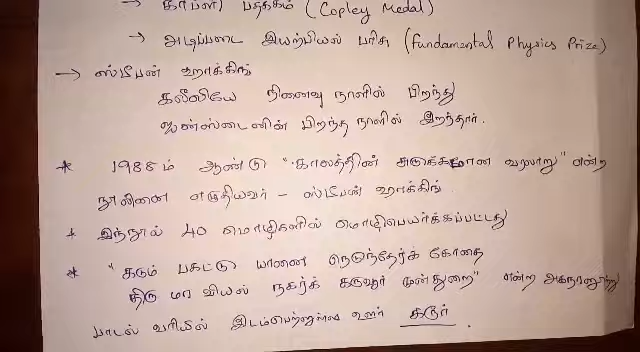 → காப்ளி பதக்கம் (Copley Medal)
→ அடிப்படை இயற்பியல் பரிசு (Fundamental Physics Prize)
→ ஸ்டீபன் ஹாக்கிங்
கலீலியோ நினைவு நாளில் பிறந்து
ஐன்ஸ்டைனின் பிறந்த நாளில் இறந்தார்.
* 1988ம் ஆண்டு "காலத்தின் சுருக்கமான வரலாறு" என்ற
நூலினை எழுதியவர் - ஸ்டீபன் ஹாக்கிங்
* இந்நூல் 40 மொழிகளில் மொழிபெயர்க்கப்பட்டது
* "கடும் பகட்டு யானை நெடுந்தேர்க் கோதை
திரு மா வியல் நகர்க் கருவூர் முன்துறை" என்ற அகநானூற்று
பாடல் வரியில் இடம்பெற்றுள்ள ஊர் கரூர்.